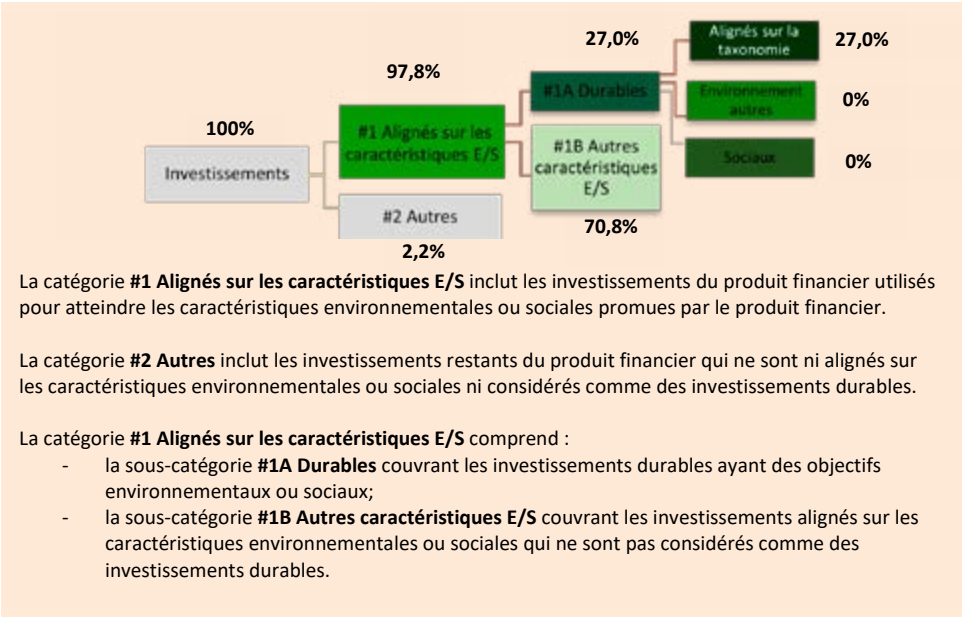 27,0%
Alignés sur la
taxonomie
27,0%
97,8%
#1A Durables
Environnement
autres
0%
100%
#1 Alignés sur les
caractéristiques E/S
#1B Autres
caractéristiques
E/S
Sociaux
0%
Investissements
#2 Autres
70,8%
2,2%
La catégorie #1 Alignés sur les caractéristiques E/S inclut les investissements du produit financier utilisés
pour atteindre les caractéristiques environnementales ou sociales promues par le produit financier.
La catégorie #2 Autres inclut les investissements restants du produit financier qui ne sont ni alignés sur
les caractéristiques environnementales ou sociales ni considérés comme des investissements durables.
La catégorie #1 Alignés sur les caractéristiques E/S comprend :
- la sous-catégorie #1A Durables couvrant les investissements durables ayant des objectifs
environnementaux ou sociaux;
- la sous-catégorie #1B Autres caractéristiques E/S couvrant les investissements alignés sur les
caractéristiques environnementales ou sociales qui ne sont pas considérés comme des
investissements durables.